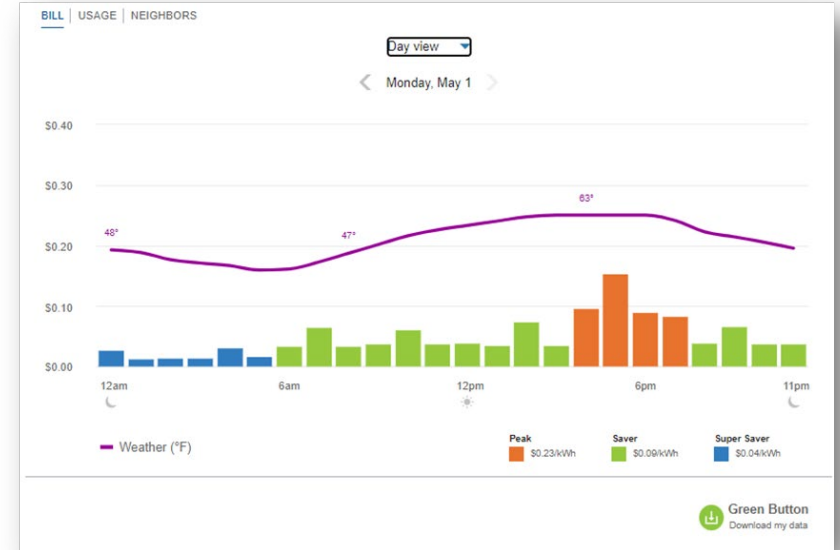 BILL | USAGE | NEIGHBORS
Day view
Monday, May 1
$0.40
$0.30
$0.20
$0.10
$0.00
48°
47°
63°
12am
6am
12pm
6pm
11pm
Weather (°F)
Peak
$0.23/kWh
Saver
$0.09/kWh
Super Saver
$0.04/kWh
Green Button
Download my data